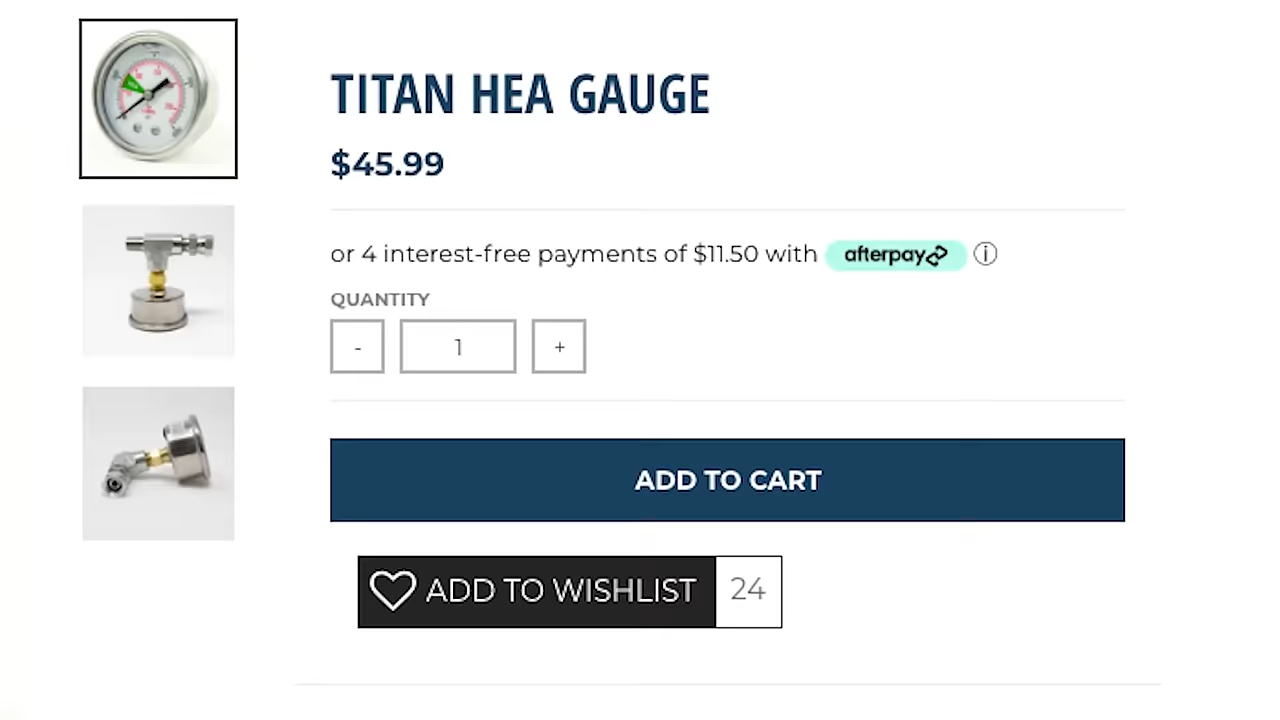 TITAN HEA GAUGE
$45.99
or 4 interest-free payments of $11.50 with afterpay
QUANTITY
- 1 +
ADD TO CART
ADD TO WISHLIST 24